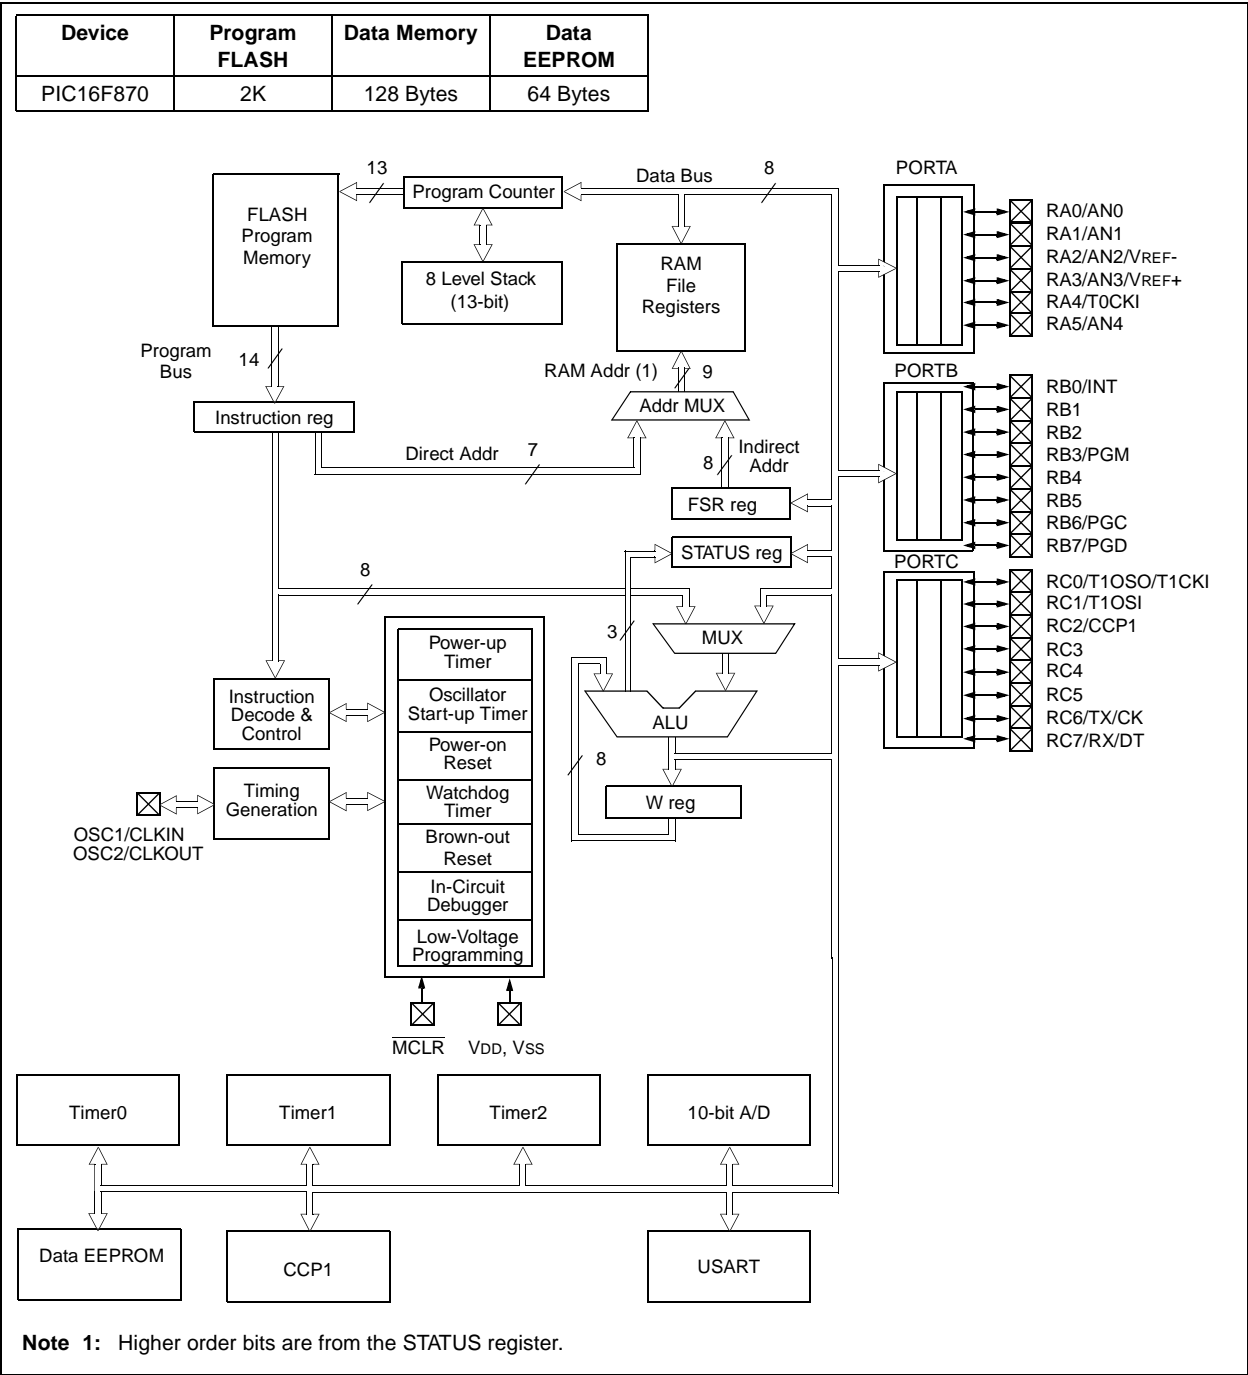 Device Program FLASH Data Memory Data EEPROM
PIC16F870 2K 128 Bytes 64 Bytes
FLASH
Program
Memory
13
Program Counter
8 Level Stack
(13-bit)
Data Bus
8
RAM
File
Registers
Program
Bus
14
Instruction reg
RAM Addr (1)
9
Addr MUX
Direct Addr
7
8
Indirect
Addr
FSR reg
STATUS reg
8
3
MUX
ALU
8
W reg
Instruction
Decode &
Control
Timing
Generation
OSC1/CLKIN
OSC2/CLKOUT
Power-up
Timer
Oscillator
Start-up Timer
Power-on
Reset
Watchdog
Timer
Brown-out
Reset
In-Circuit
Debugger
Low-Voltage
Programming
MCLR
VDD, VSS
PORTA
RA0/AN0
RA1/AN1
RA2/AN2/VREF-
RA3/AN3/VREF+
RA4/T0CKI
RA5/AN4
PORTB
RB0/INT
RB1
RB2
RB3/PGM
RB4
RB5
RB6/PGC
RB7/PGD
PORTC
RC0/T1OSO/T1CKI
RC1/T1OSI
RC2/CCP1
RC3
RC4
RC5
RC6/TX/CK
RC7/RX/DT
Timer0
Timer1
Timer2
10-bit A/D
Data EEPROM
CCP1
USART
Note 1: Higher order bits are from the STATUS register.